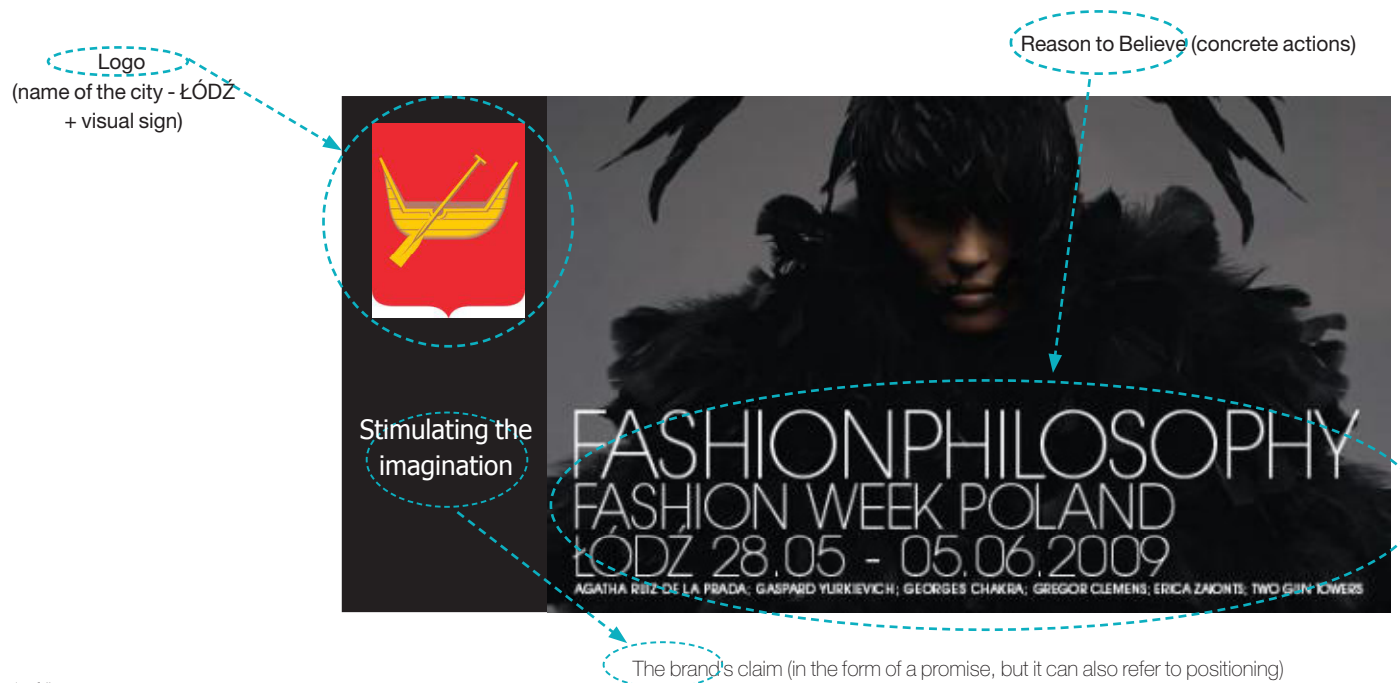 Reason to Believe (concrete actions)
Logo
(name of the city - ŁÓDŹ
+ visual sign)
Stimulating the
imagination
FASHIONPHILOSOPHY
FASHION WEEK POLAND
ŁÓDŹ 28.05 - 05.06.2009
AGATHA RUIZ DE LA PRADA; GASPARD YURKIEVICH; GEORGES CHAKRA; GREGOR CLEMENS; ERICA ZAIONTS; TWO GUN TOWERS
The brand's claim (in the form of a promise, but it can also refer to positioning)